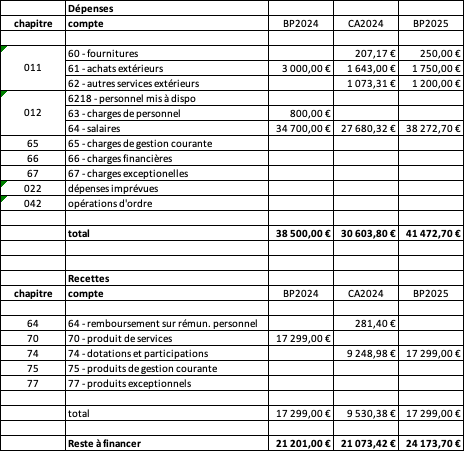 Dépenses
chapitre compte BP2024 CA2024 BP2025
60 - fournitures 207,17 € 250,00 €
011 61 - achats extérieurs 3 000,00 € 1 643,00 € 1 750,00 €
62 - autres services extérieurs 1 073,31 € 1 200,00 €
6218 - personnel mis à dispo
012 63 - charges de personnel 800,00 €
64 - salaires 34 700,00 € 27 680,32 € 38 272,70 €
65 65 - charges de gestion courante
66 66 - charges financières
67 67 - charges exceptionelles
022 dépenses imprévues
042 opérations d'ordre
total 38 500,00 € 30 603,80 € 41 472,70 €
Recettes
chapitre compte BP2024 CA2024 BP2025
64 64 - remboursement sur rémun. personnel 281,40 €
70 70 - produit de services 17 299,00 €
74 74 - dotations et participations 9 248,98 € 17 299,00 €
75 75 - produits de gestion courante
77 77 - produits exceptionnels
total 17 299,00 € 9 530,38 € 17 299,00 €
Reste à financer 21 201,00 € 21 073,42 € 24 173,70 €